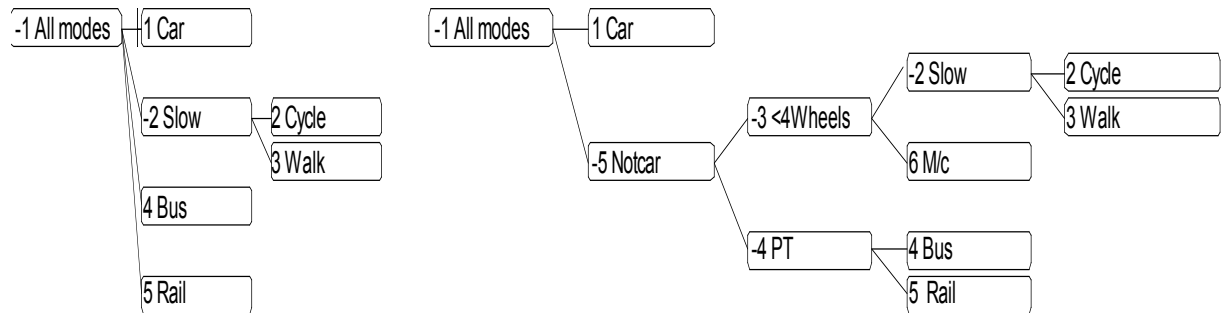 -1 All modes
1 Car
-2 Slow
2 Cycle
3 Walk
4 Bus
5 Rail
-1 All modes
1 Car
-5 Notcar
-3 <4Wheels
-2 Slow
2 Cycle
3 Walk
6 M/c
-4 PT
4 Bus
5 Rail